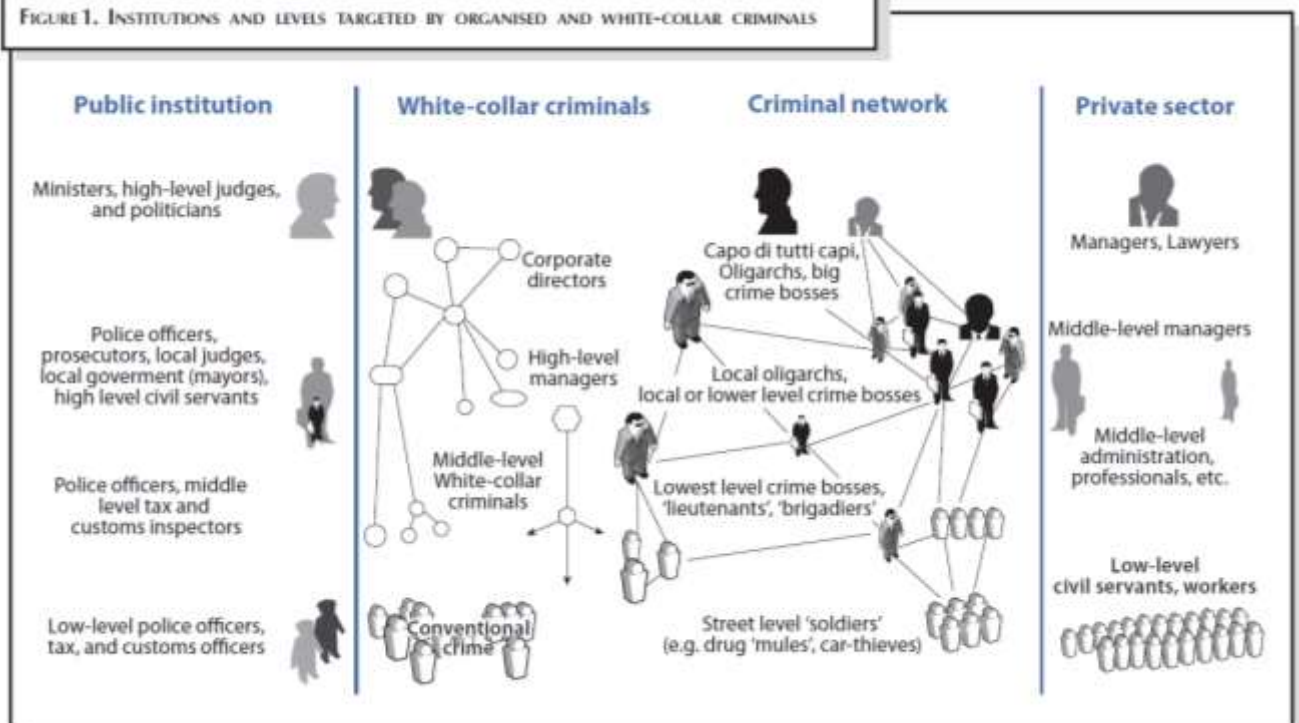 FIGURE 1. INSTITUTIONS AND LEVELS TARGETED BY ORGANISED AND WHITE-COLLAR CRIMINALS
Public institution
Ministers, high-level judges,
and politicians
Police officers,
prosecutors, local judges,
local goverment (mayors),
high level civil servants
Police officers, middle
level tax and
customs inspectors
Low-level police officers,
tax, and customs officers
White-collar criminals
Corporate
directors
High-level
managers
Middle-level
White-collar
criminals
Conventional
crime
Criminal network
Capo di tutti capi,
Oligarchs, big
crime bosses
Local oligarchs,
local or lower level crime bosses
Lowest level crime bosses,
'lieutenants', 'brigadiers'
Street level 'soldiers'
(e.g. drug 'mules', car-thieves)
Private sector
Managers, Lawyers
Middle-level managers
Middle-level
administration,
professionals, etc.
Low-level
civil servants, workers